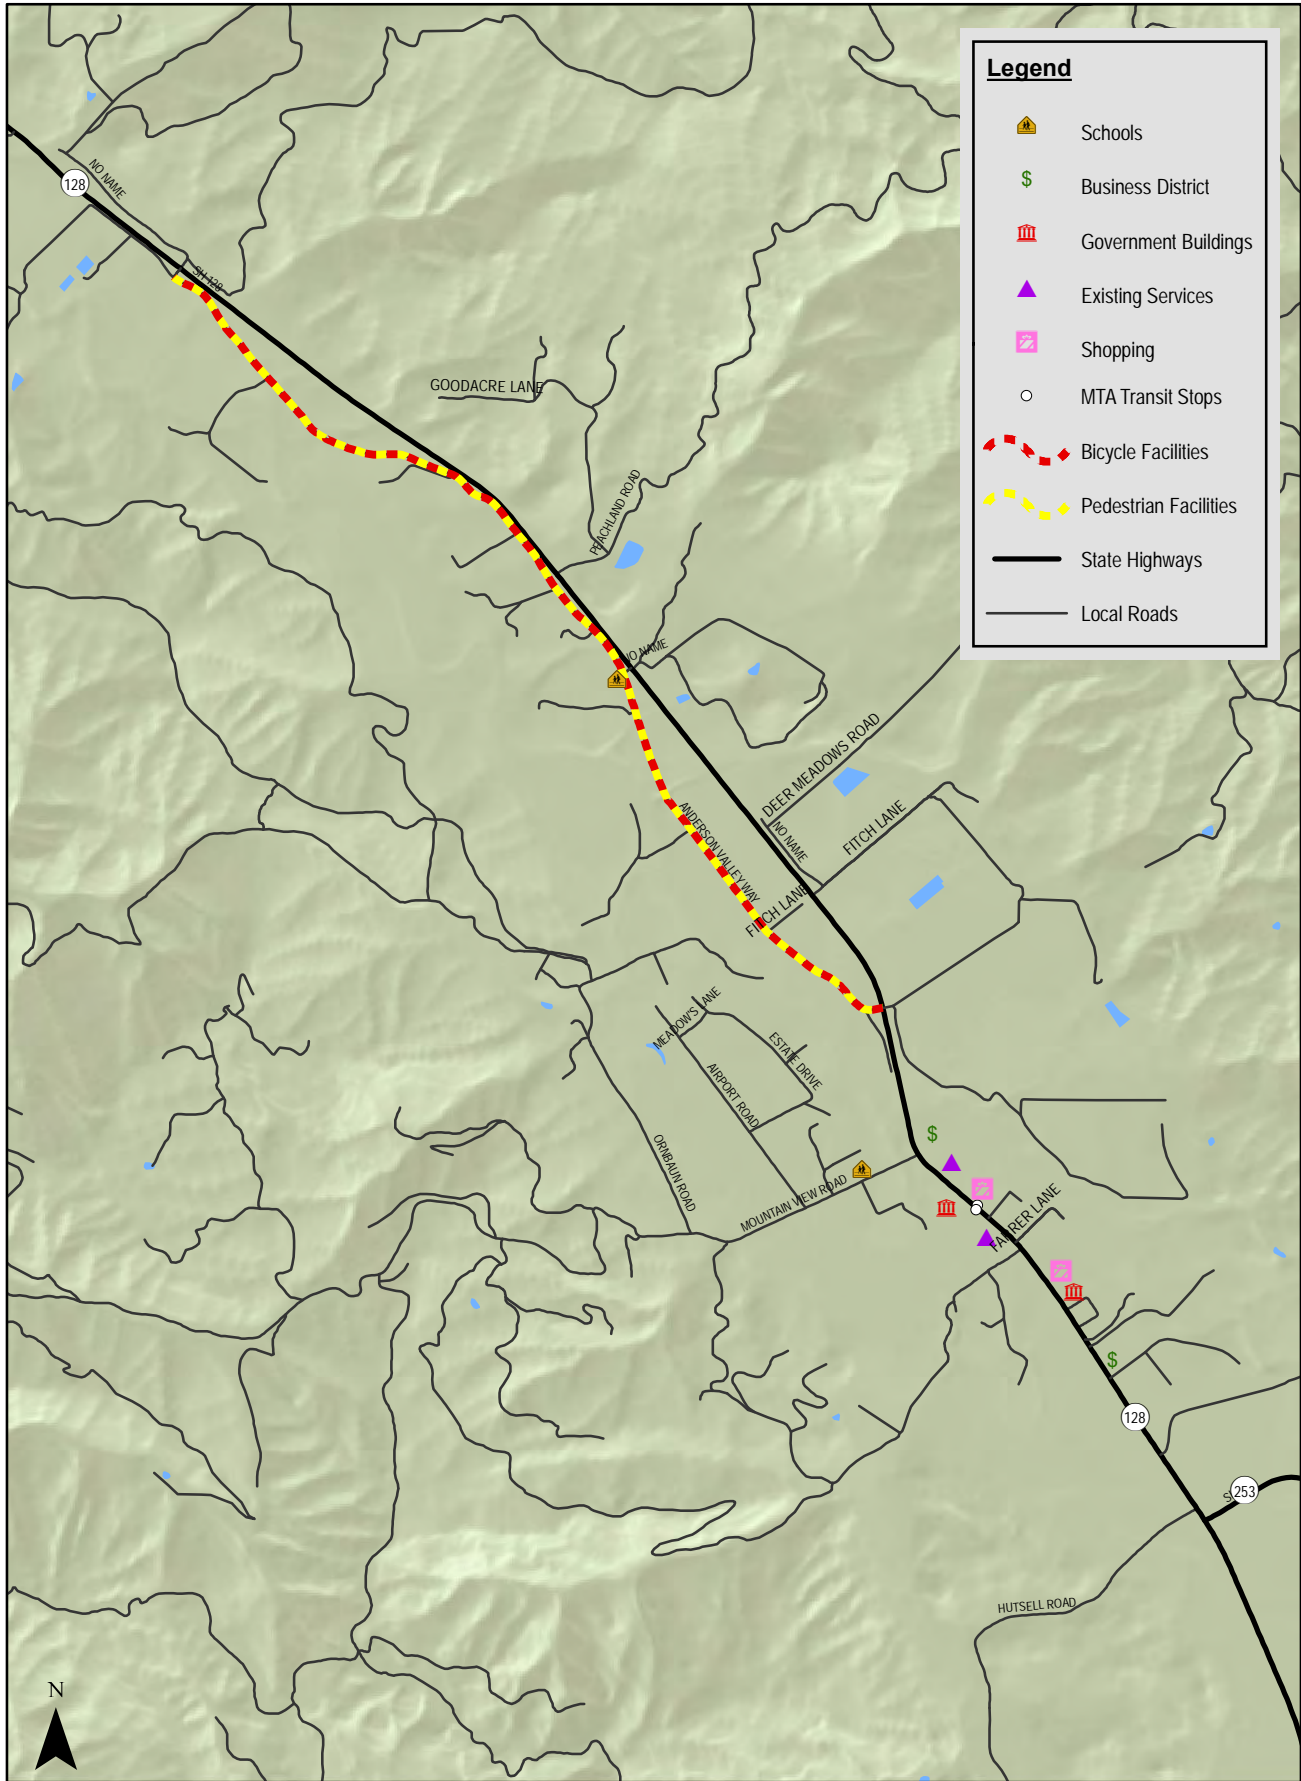 Legend
Schools
$
Business District
Government Buildings
Existing Services
Shopping
MTA Transit Stops
Bicycle Facilities
Pedestrian Facilities
State Highways
Local Roads
128
NO NAME
SH 128
GOODACRE LANE
PEACHLAND ROAD
NO NAME
DEER MEADOWS ROAD
NO NAME
FITCH LANE
ANDERSON VALLEY WAY
FITCH LANE
MEADOW'S LANE
ESTATE DRIVE
AIRPORT ROAD
ORNBAUN ROAD
MOUNTAIN VIEW ROAD
$
FARRER LANE
$
128
253
HUTSELL ROAD
N